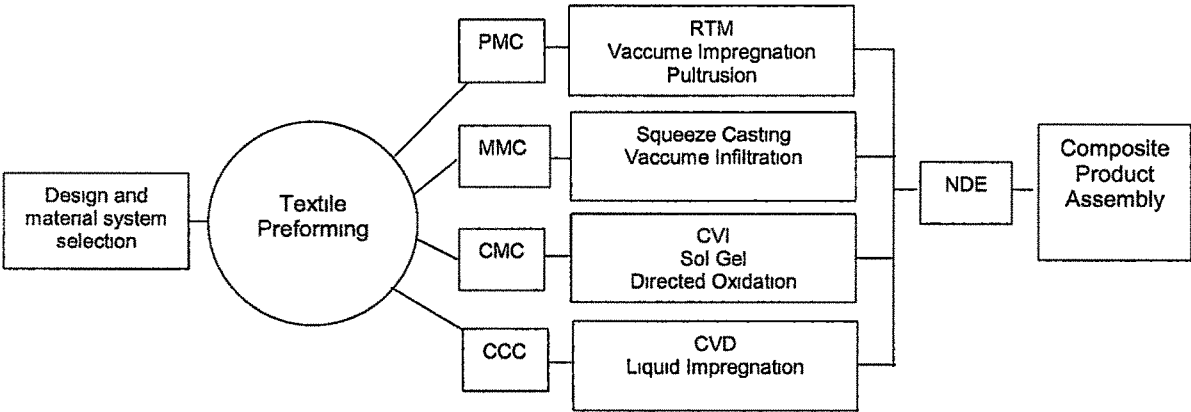 Design and
material system
selection
Textile
Preforming
PMC
RTM
Vaccume Impregnation
Pultrusion
MMC
Squeeze Casting
Vaccume Infiltration
CMC
CVI
Sol Gel
Directed Oxidation
CCC
CVD
Liquid Impregnation
NDE
Composite
Product
Assembly